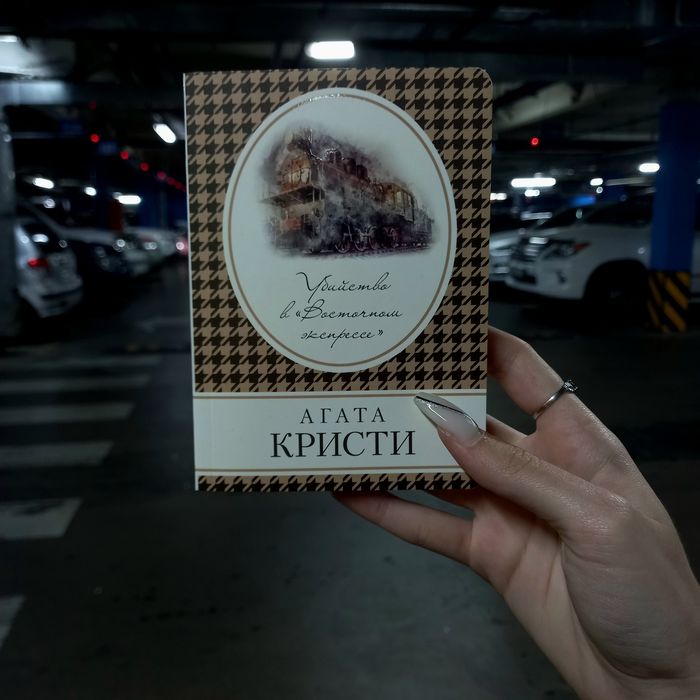 Убийство
в «Восточном
экспрессе»
АГАТА
КРИСТИ